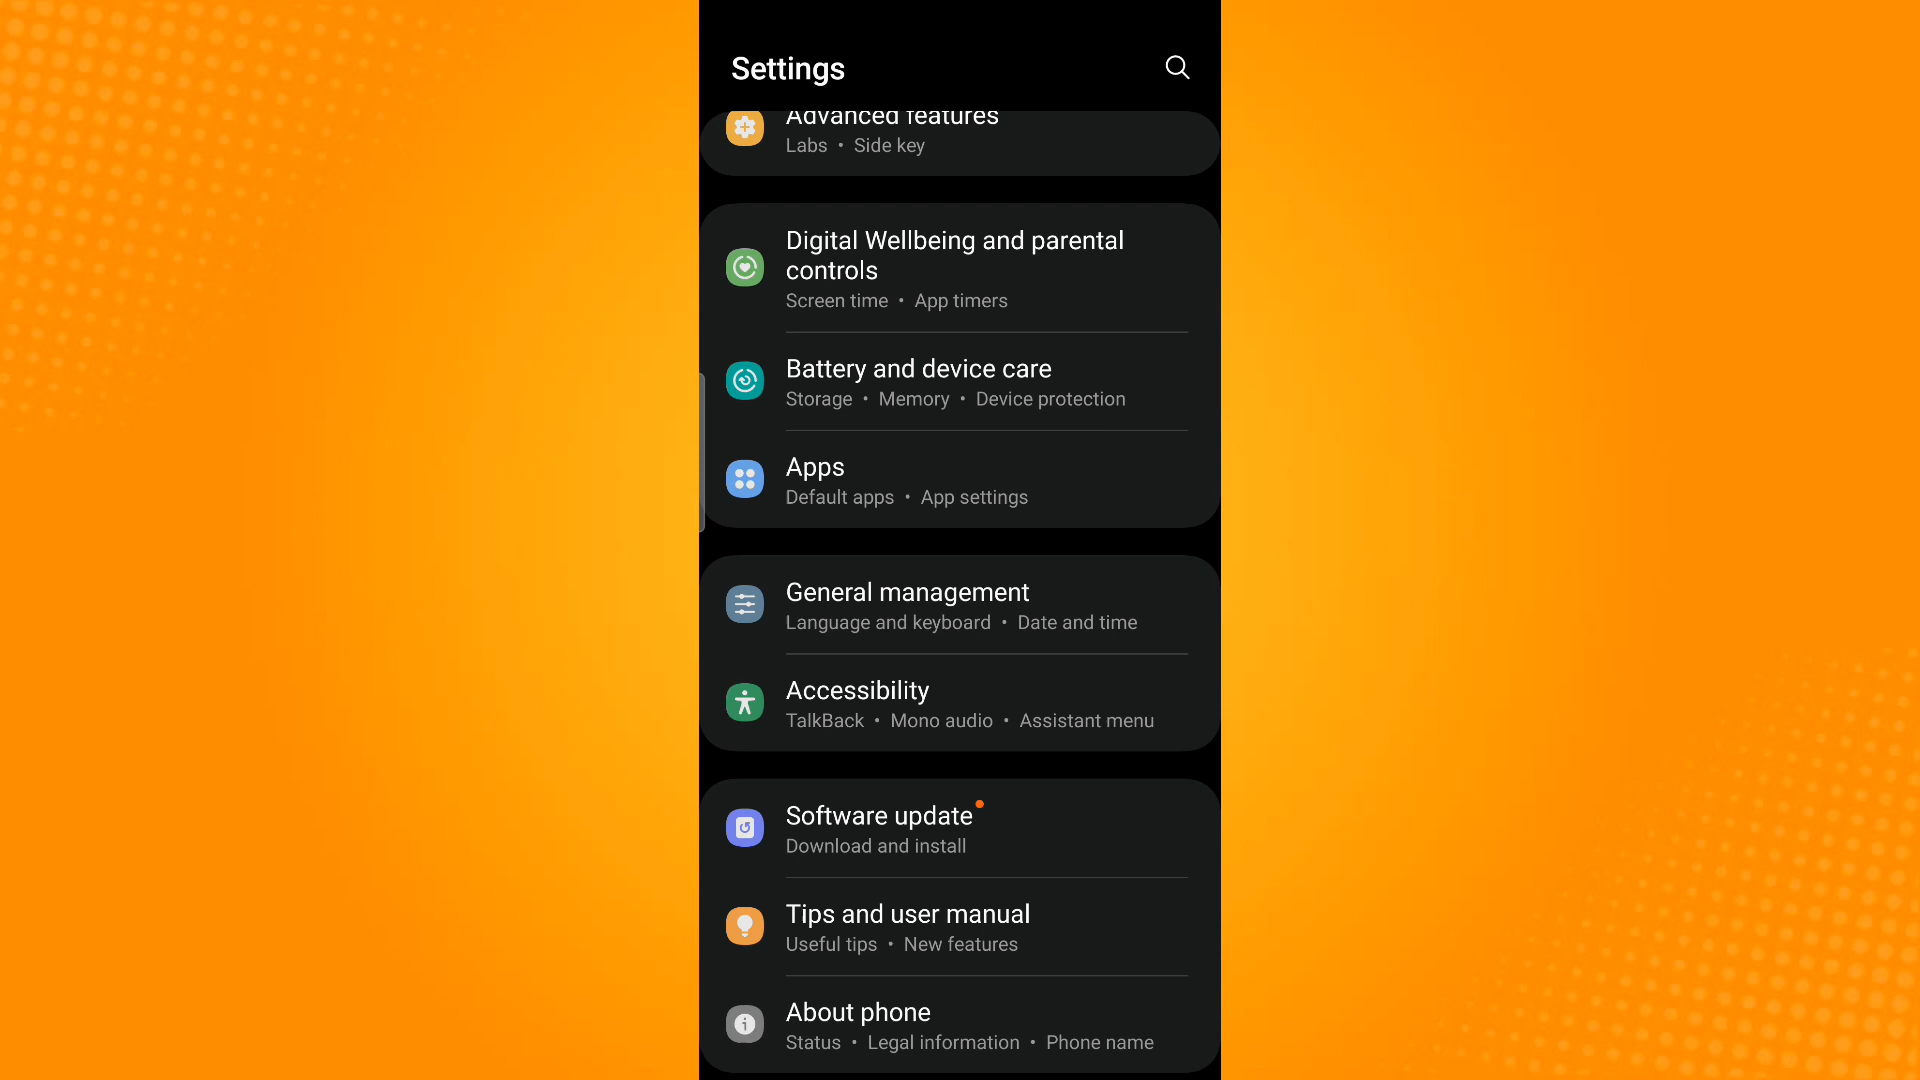 Settings
Advanced features
Labs • Side key
Digital Wellbeing and parental
controls
Screen time • App timers
Battery and device care
Storage • Memory • Device protection
Apps
Default apps • App settings
General management
Language and keyboard • Date and time
Accessibility
TalkBack • Mono audio • Assistant menu
Software update
Download and install
Tips and user manual
Useful tips • New features
About phone
Status • Legal information • Phone name